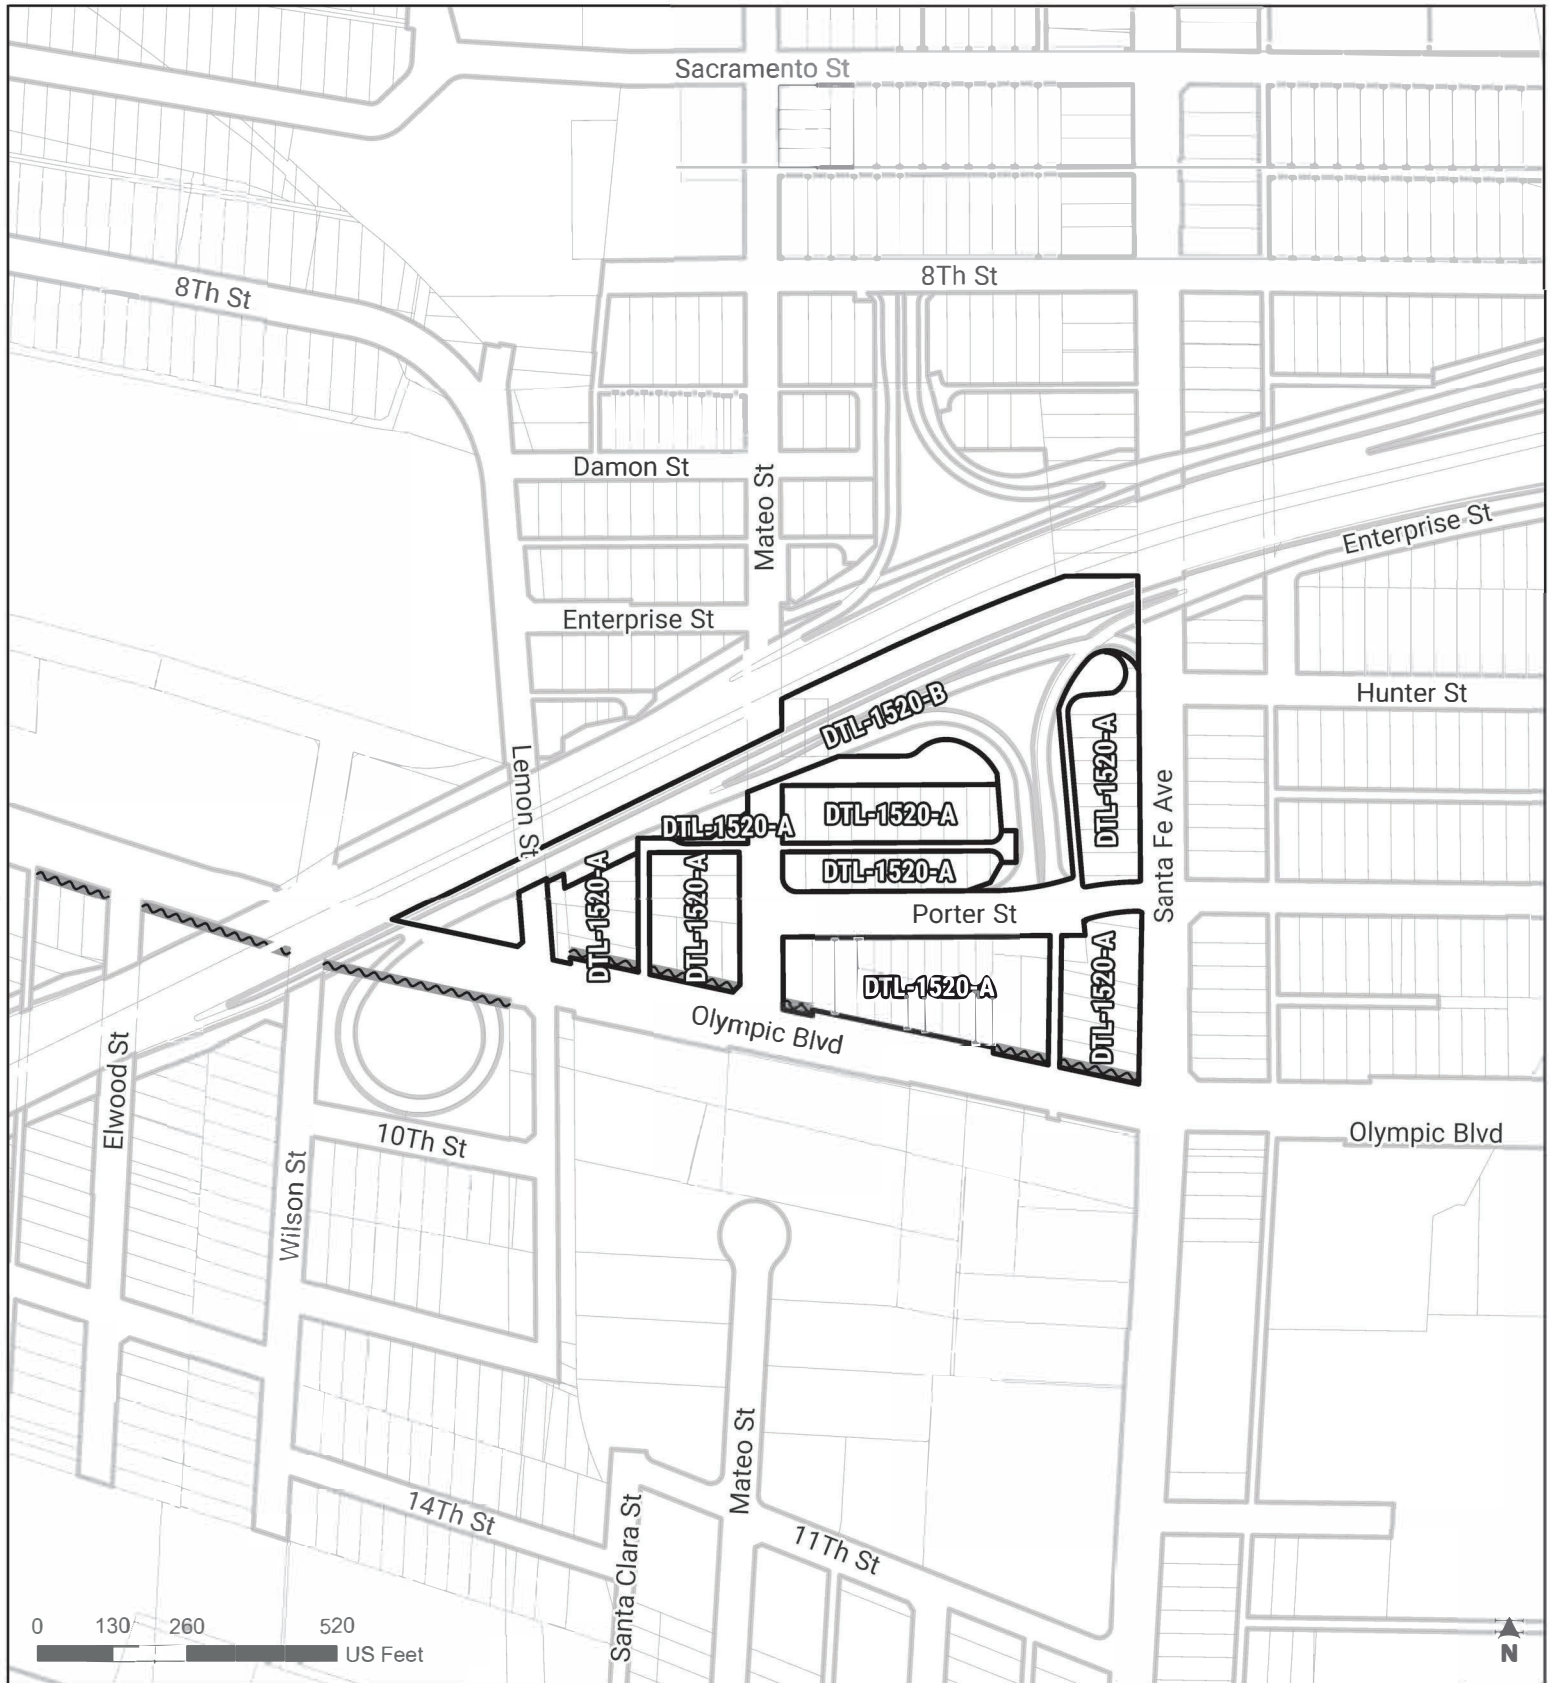 Sacramento St
8Th St
8Th St
Damon St
Mateo St
Enterprise St
Enterprise St
Hunter St
DTL-1520-B
DTL-1520-A
Lemon St
DTL-1520-A
DTL-1520-A
Santa Fe Ave
DTL-1520-A
DTL-1520-A
DTL-1520-A
Porter St
DTL-1520-A
DTL-1520-A
Olympic Blvd
Elwood St
10Th St
Olympic Blvd
Wilson St
Mateo St
14Th St
Santa Clara St
11Th St
0 130 260 520
US Feet
N